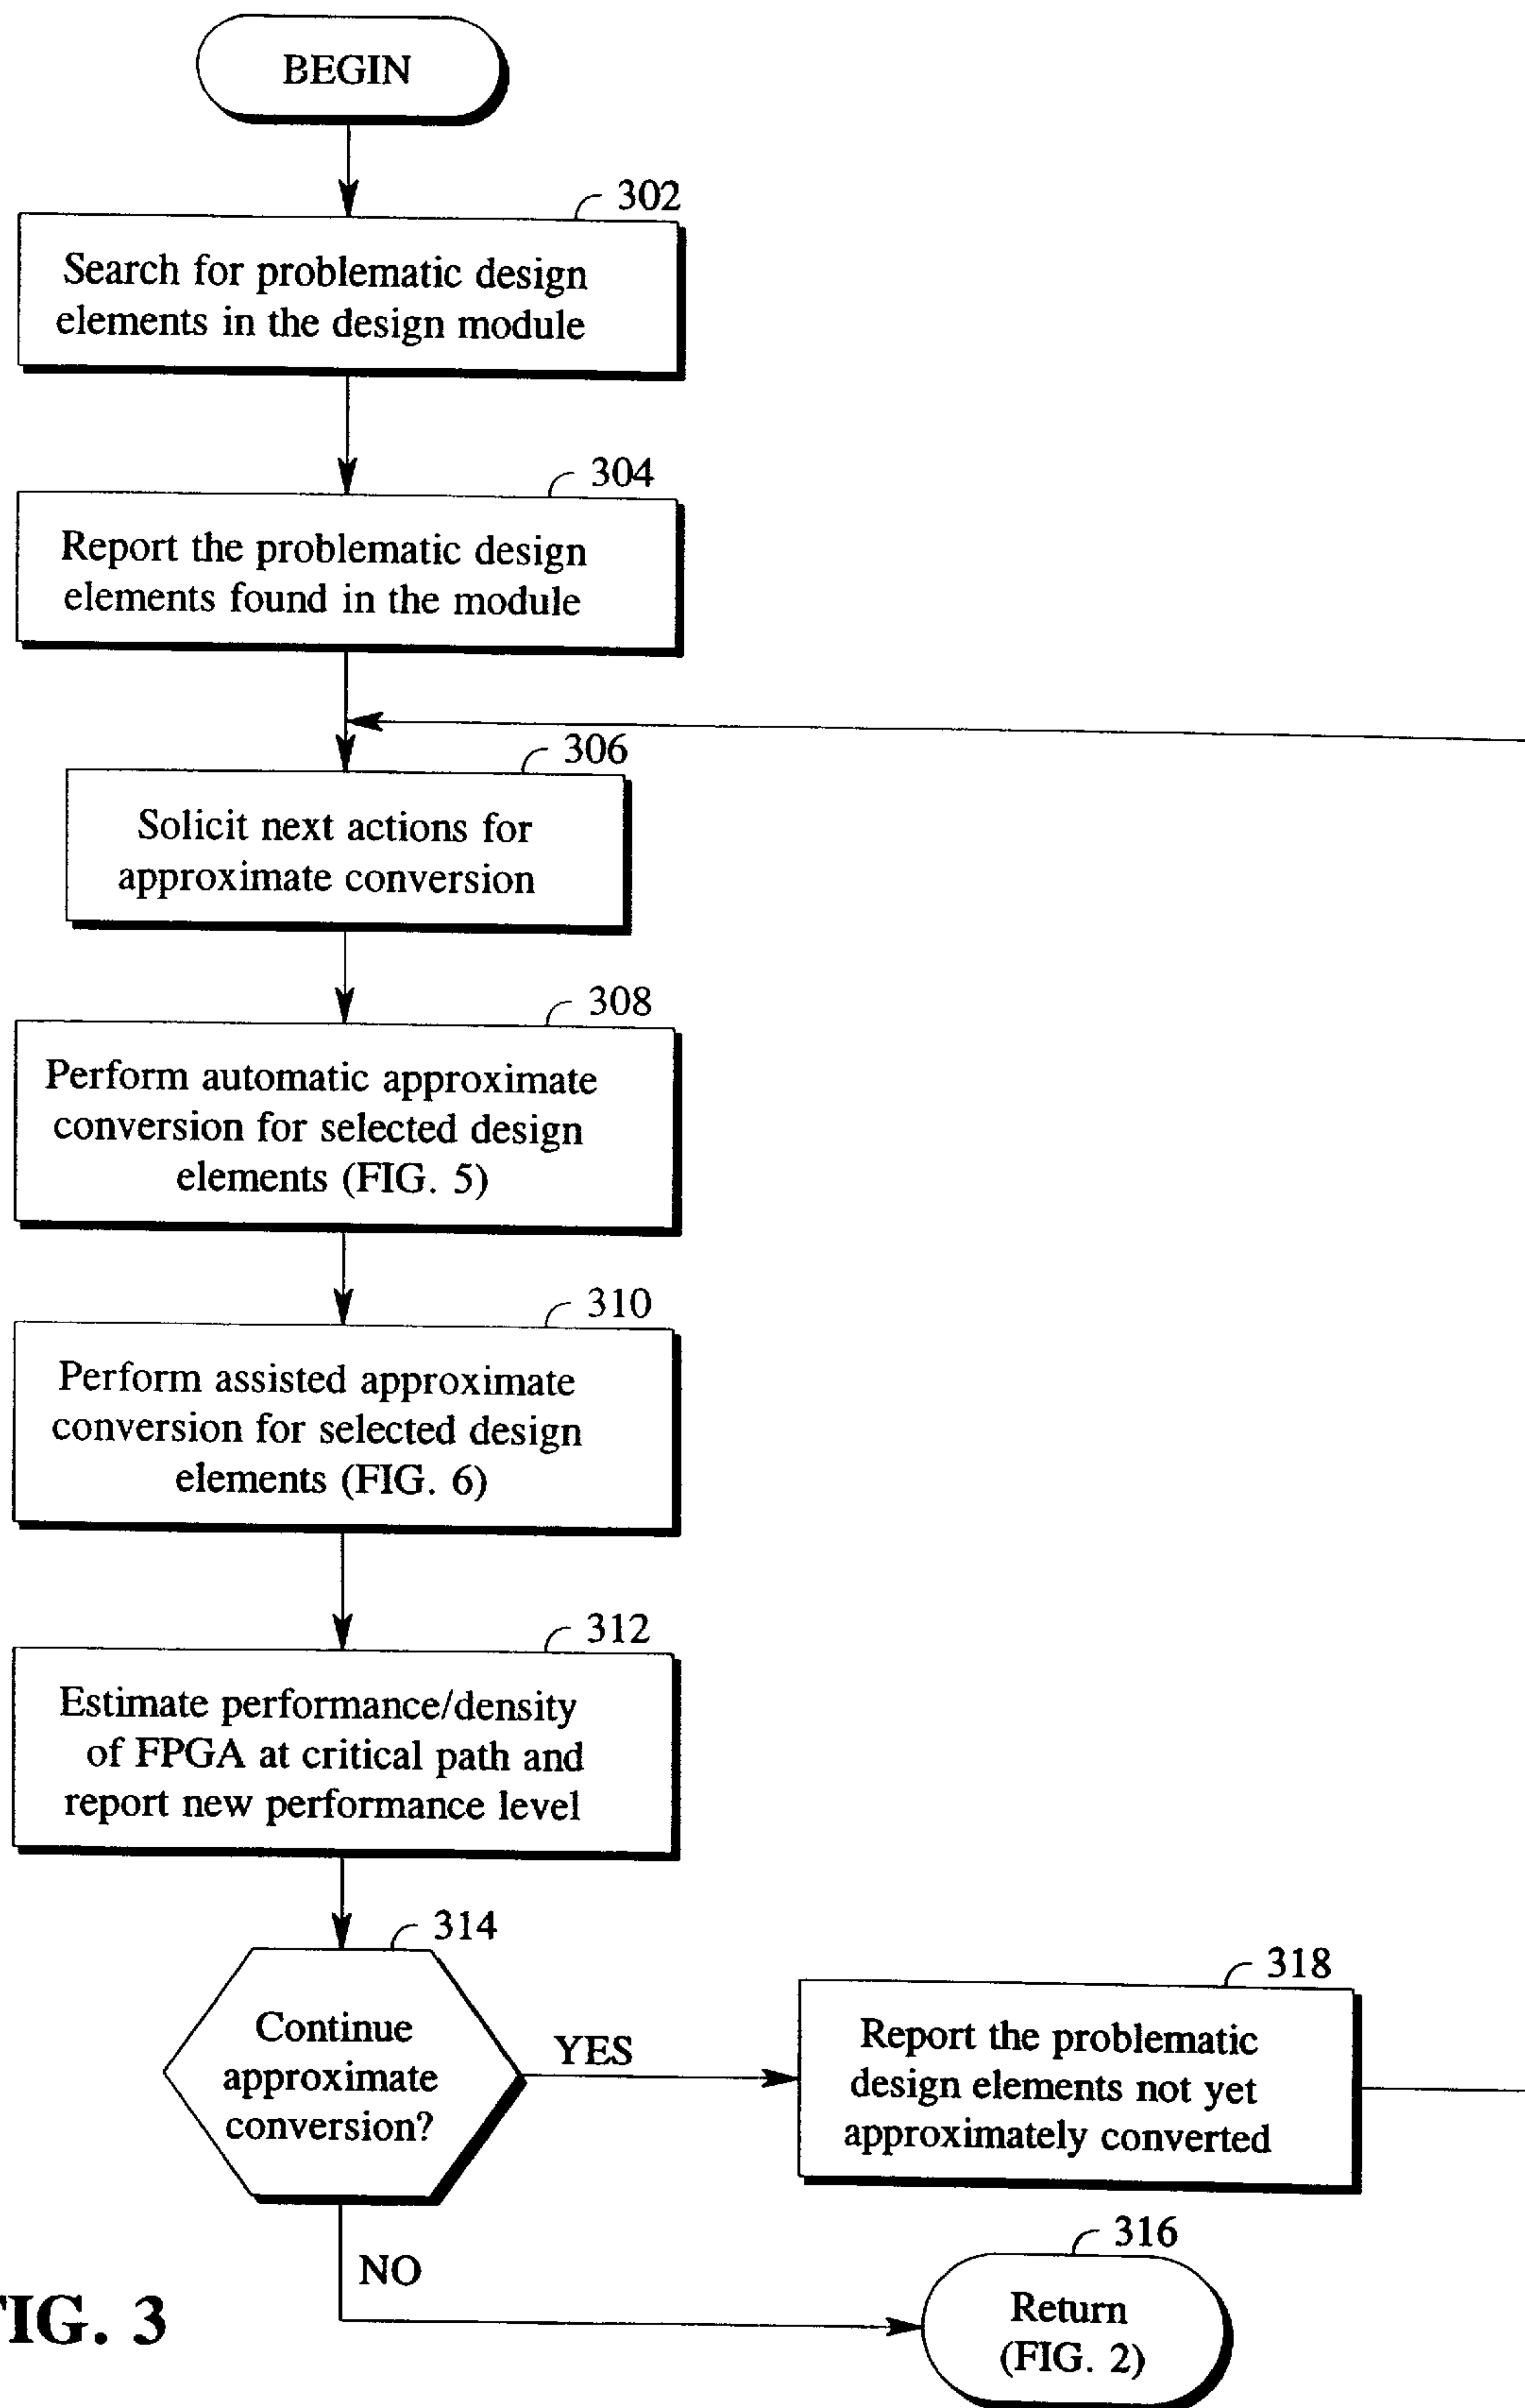 BEGIN
302
Search for problematic design
elements in the design module
304
Report the problematic design
elements found in the module
306
Solicit next actions for
approximate conversion
308
Perform automatic approximate
conversion for selected design
elements (FIG. 5)
310
Perform assisted approximate
conversion for selected design
elements (FIG. 6)
312
Estimate performance/density
of FPGA at critical path and
report new performance level
314
Continue
approximate
conversion?
YES
318
Report the problematic
design elements not yet
approximately converted
NO
316
Return
(FIG. 2)
IG. 3